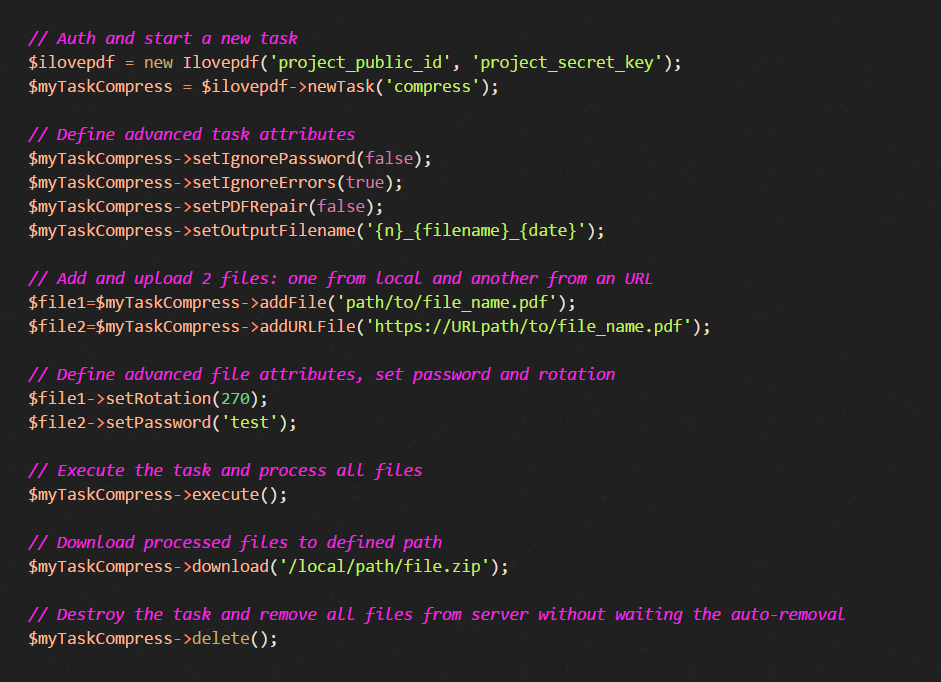 // Auth and start a new task
$ilovepdf = new Ilovepdf('project_public_id', 'project_secret_key');
$myTaskCompress = $ilovepdf->newTask('compress');
// Define advanced task attributes
$myTaskCompress->setIgnorePassword(false);
$myTaskCompress->setIgnoreErrors(true);
$myTaskCompress->setPDFRepair(false);
$myTaskCompress->setOutputFilename('{n}_{filename}_{date}');
// Add and upload 2 files: one from local and another from an URL
$file1=$myTaskCompress->addFile('path/to/file_name.pdf');
$file2=$myTaskCompress->addURLFile('https://URLpath/to/file_name.pdf');
// Define advanced file attributes, set password and rotation
$file1->setRotation(270);
$file2->setPassword('test');
// Execute the task and process all files
$myTaskCompress->execute();
// Download processed files to defined path
$myTaskCompress->download('/local/path/file.zip');
// Destroy the task and remove all files from server without waiting the auto-removal
$myTaskCompress->delete();